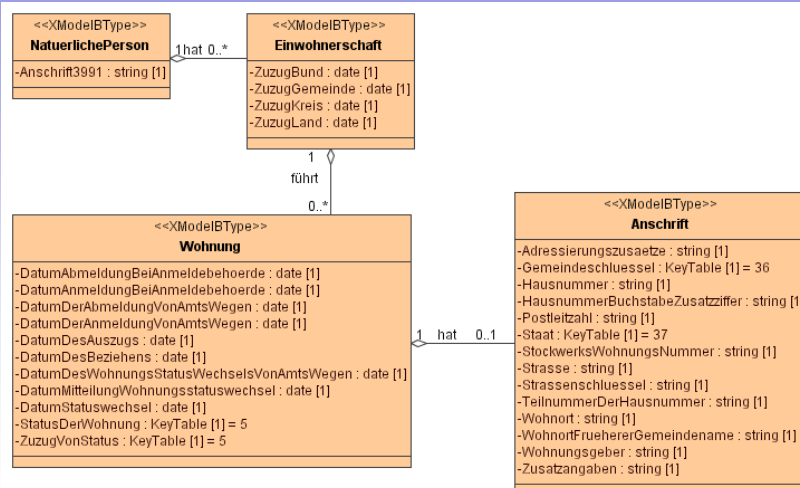 <<XModelBType>>
NatuerlichePerson
-Anschrift3991 : string [1]
1hat 0..*
<<XModelBType>>
Einwohnerschaft
-ZuzugBund : date [1]
-ZuzugGemeinde : date [1]
-ZuzugKreis : date [1]
-ZuzugLand : date [1]
1
führt
0..*
<<XModelBType>>
Wohnung
-DatumAbmeldungBeiAnmeldebehoerde : date [1]
-DatumAnmeldungBeiAnmeldebehoerde : date [1]
-DatumDerAbmeldungVonAmtsWegen : date [1]
-DatumDerAnmeldungVonAmtsWegen : date [1]
-DatumDesAuszugs : date [1]
-DatumDesBeziehens : date [1]
-DatumDesWohnungsStatusWechselsVonAmtsWegen : date [1]
-DatumMitteilungWohnungsstatuswechsel : date [1]
-DatumStatuswechsel : date [1]
-StatusDerWohnung : KeyTable [1] = 5
-ZuzugVonStatus : KeyTable [1] = 5
1 hat 0..1
<<XModelBType>>
Anschrift
-Adressierungszusaetze : string [1]
-Gemeindeschluessel : KeyTable [1] = 36
-Hausnummer : string [1]
-HausnummerBuchstabeZusatzziffer : string [1
-Postleitzahl : string [1]
-Staat : KeyTable [1] = 37
-StockwerksWohnungsNummer : string [1]
-Strasse : string [1]
-Strassenschluessel : string [1]
-TeilnummerDerHausnummer : string [1]
-Wohnort : string [1]
-WohnortFruehererGemeindename : string [1]
-Wohnungsgeber : string [1]
-Zusatzangaben : string [1]